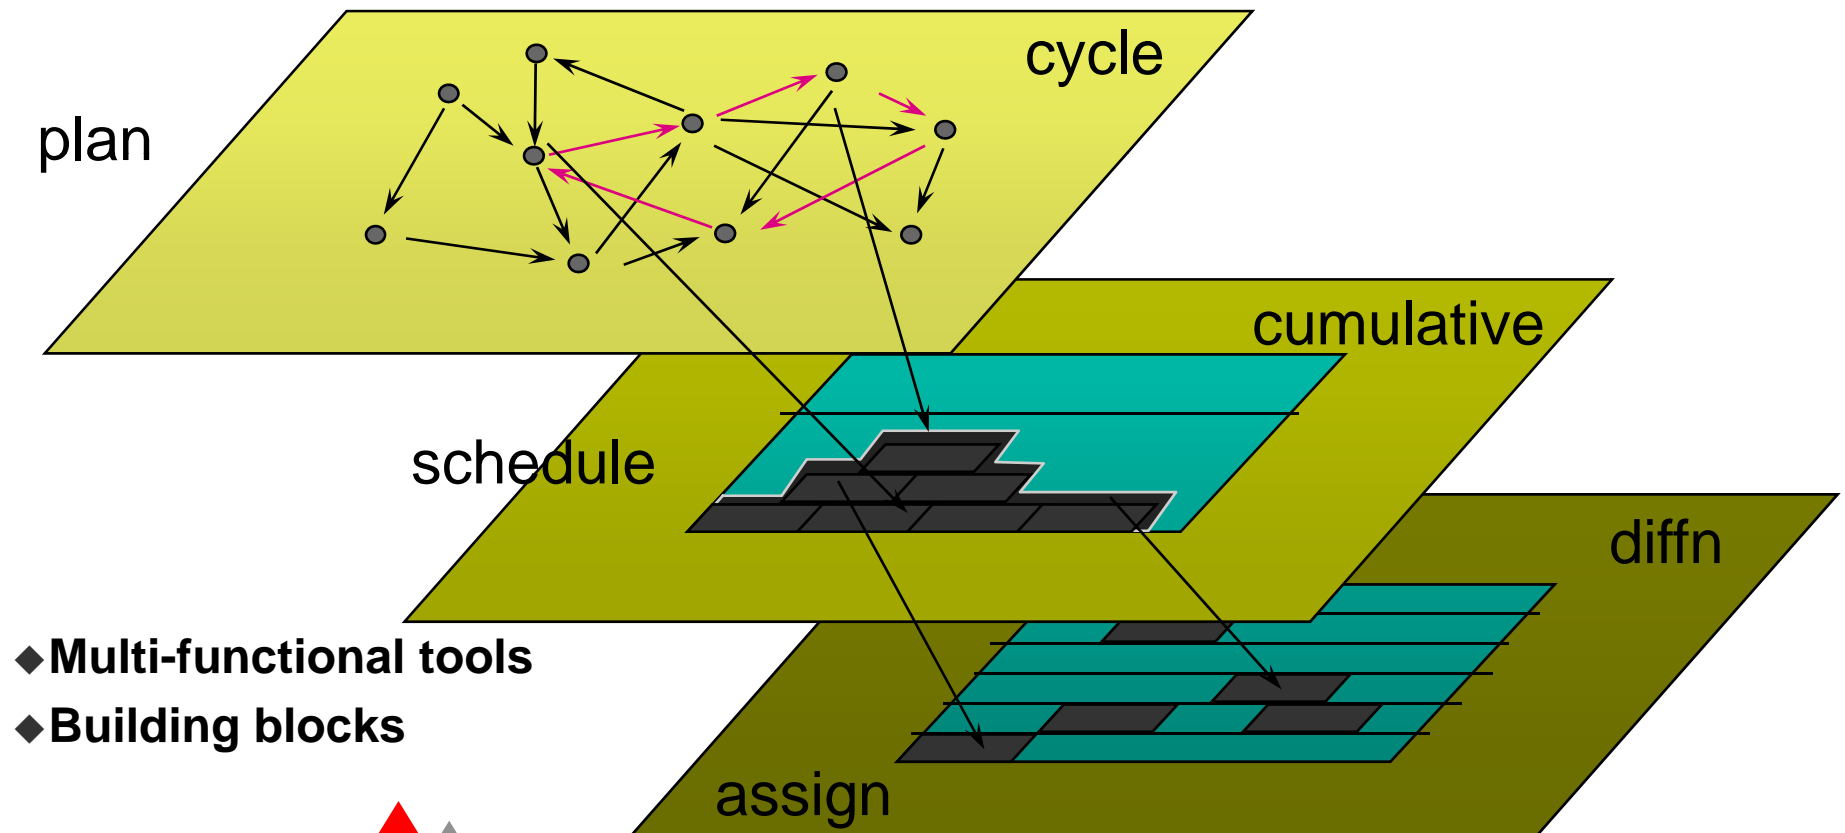 cycle
plan
cumulative
schedule
diffn
◆Multi-functional tools
◆Building blocks
assign